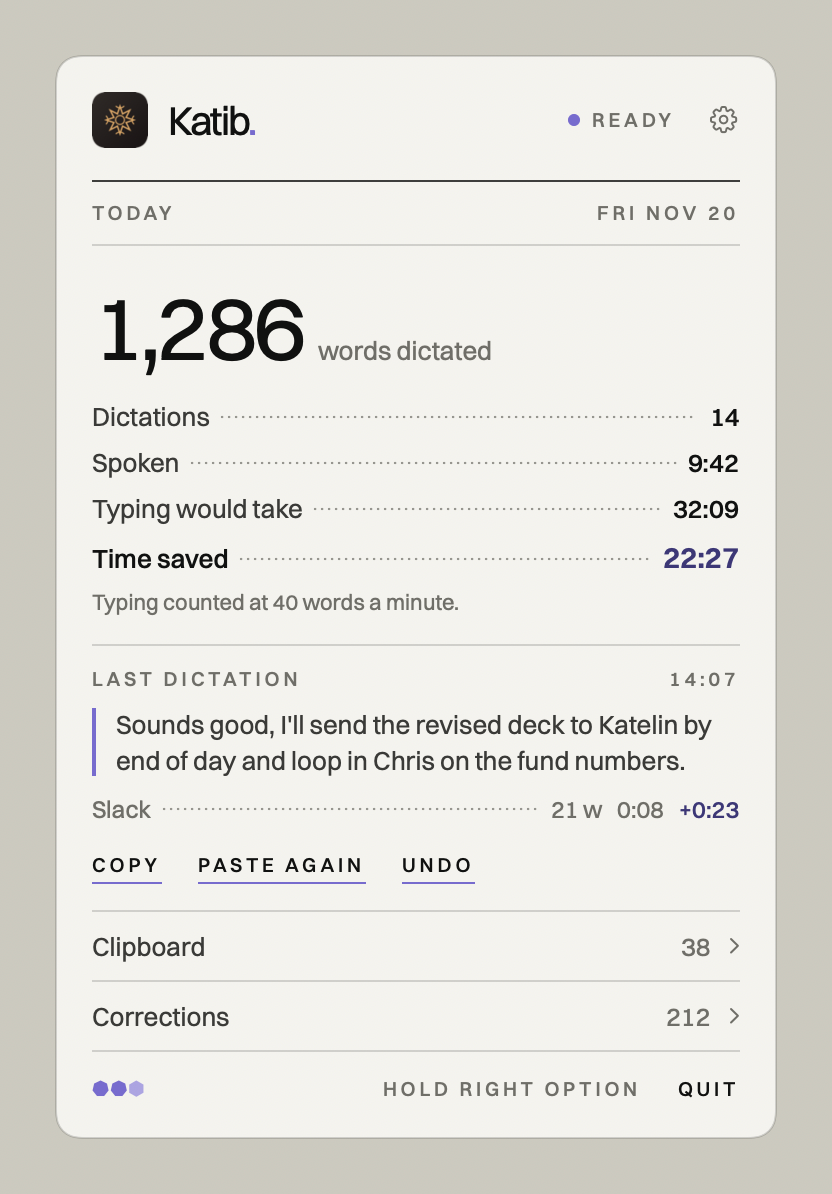 Katib.
READY
TODAY
FRI NOV 20
1,286 words dictated
Dictations 14
Spoken 9:42
Typing would take 32:09
Time saved 22:27
Typing counted at 40 words a minute.
LAST DICTATION 14:07
Sounds good, I'll send the revised deck to Katelin by
end of day and loop in Chris on the fund numbers.
Slack 21 w 0:08 +0:23
COPY PASTE AGAIN UNDO
Clipboard 38
Corrections 212
HOLD RIGHT OPTION QUIT